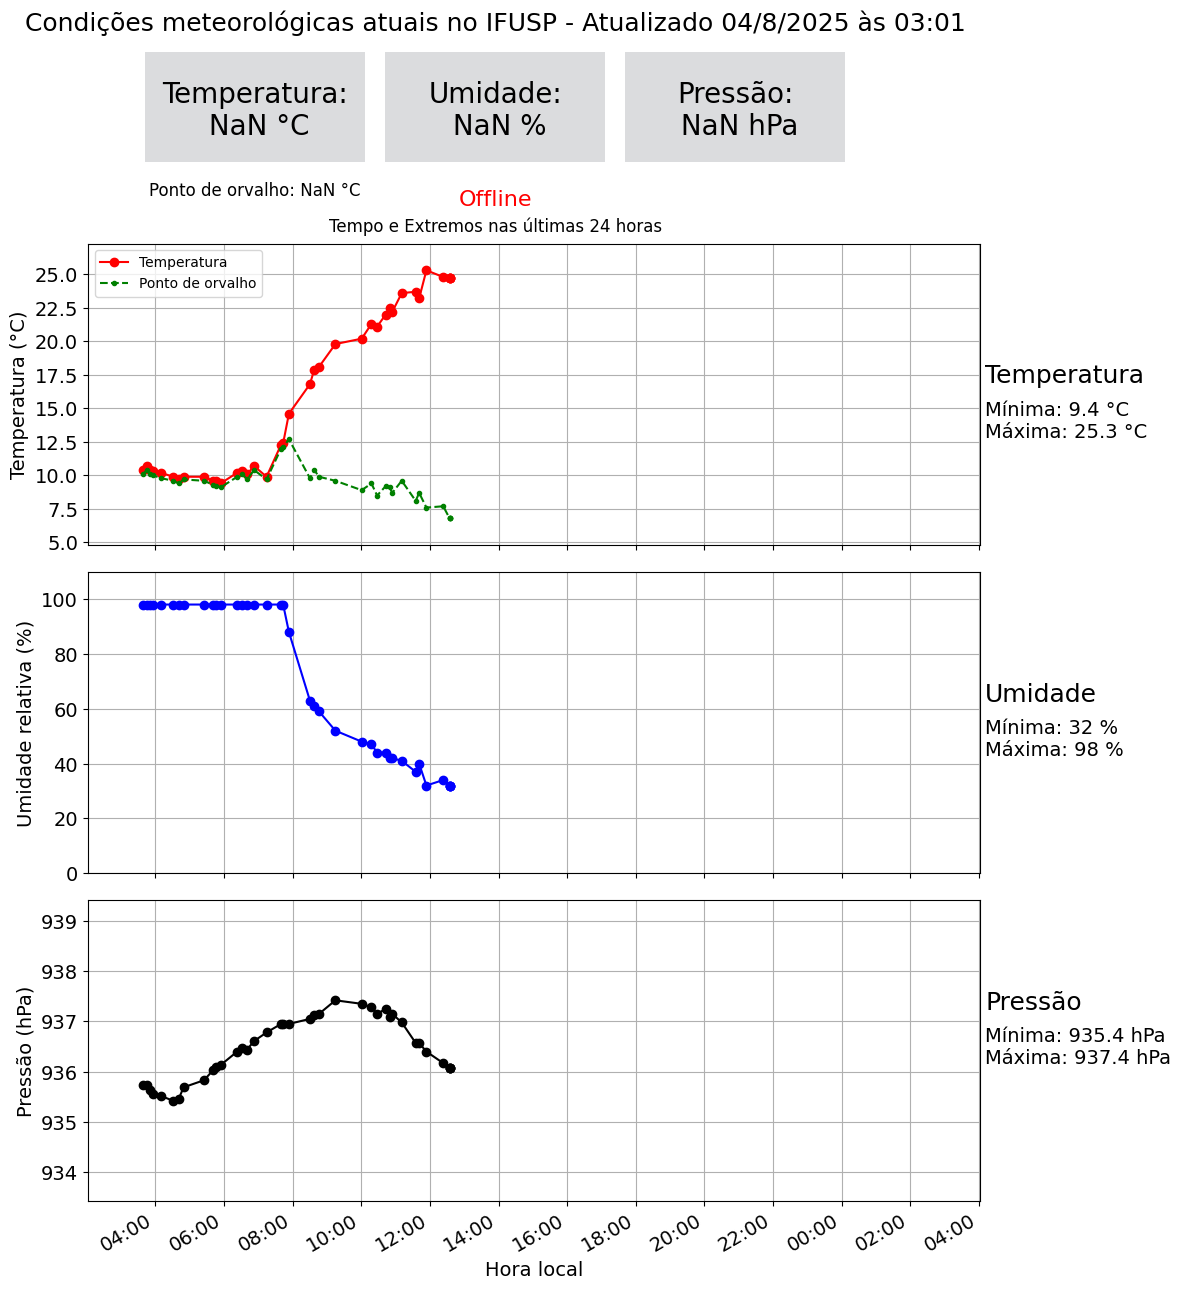 Condições meteorológicas atuais no IFUSP - Atualizado 04/8/2025 às 03:01
Temperatura:
NaN °C
Umidade:
NaN %
Pressão:
NaN hPa
Ponto de orvalho: NaN °C
Offline
Tempo e Extremos nas últimas 24 horas
Temperatura
Ponto de orvalho
Temperatura (°C)
25.0
22.5
20.0
17.5
15.0
12.5
10.0
7.5
5.0
Temperatura
Mínima: 9.4 °C
Máxima: 25.3 °C
Umidade relativa (%)
100
80
60
40
20
0
Umidade
Mínima: 32 %
Máxima: 98 %
Pressão (hPa)
939
938
937
936
935
934
Pressão
Mínima: 935.4 hPa
Máxima: 937.4 hPa
04:00 06:00 08:00 10:00 12:00 14:00 16:00 18:00 20:00 22:00 00:00 02:00 04:00
Hora local